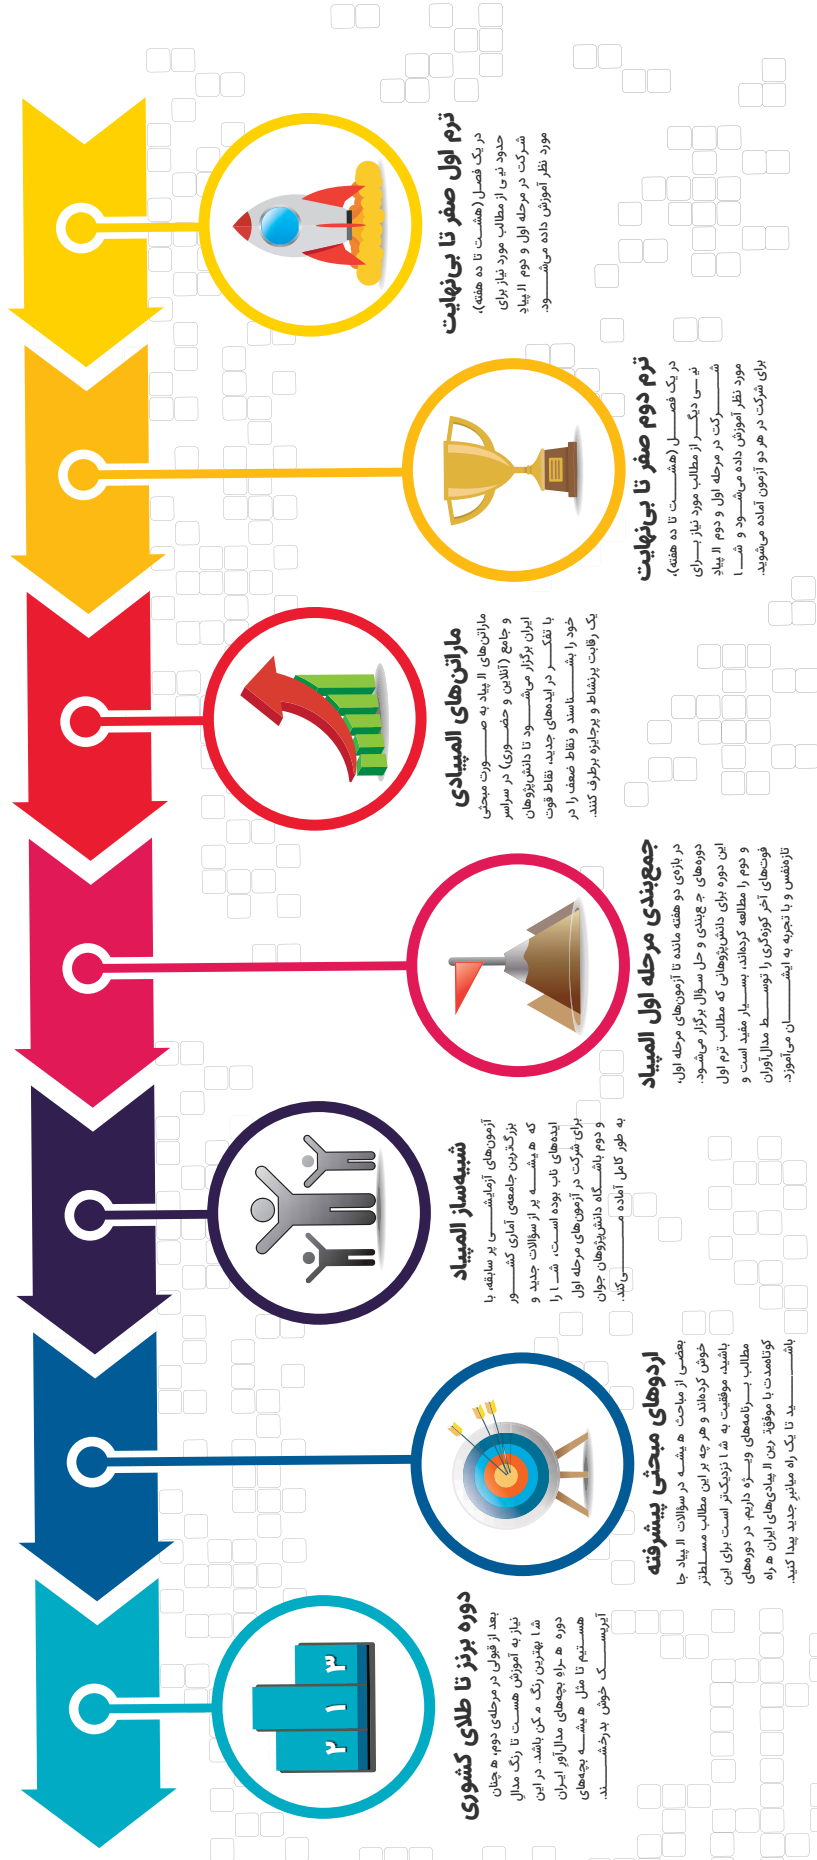 ترم اول صفر تا بی‌نهایت
در یک فصل (هشت تا ده هفته)،
حدود نیمی از مطالب مورد نیاز برای
شرکت در مرحله اول و دوم المپیادِ
مورد نظر آموزش داده می‌شود.
ترم دوم صفر تا بی‌نهایت
در یک فصل (هشت تا ده هفته)،
نیمی دیگر از مطالب مورد نیاز برای
شرکت در مرحله اول و دوم المپیادِ
مورد نظر آموزش داده می‌شود و شما
برای شرکت در هر دو آزمون آماده می‌شوید.
ماراتن‌های المپیادی
ماراتن‌های المپیاد به صورت مبحثی
و جامع (آنلاین و حضوری) در سراسر
ایران برگزار می‌شود تا دانش‌پژوهان
با تفکر در ایده‌های جدید، نقاط قوت
خود را بشناسند و نقاط ضعف را در
یک رقابت پرنشاط و پرجایزه برطرف کنند.
جمع‌بندی مرحله اول المپیاد
در بازه‌ی دو هفته مانده تا آزمون‌های مرحله اول،
دوره‌های جمع‌بندی و حل سؤال برگزار می‌شود.
این دوره برای دانش‌پژوهانی که مطالب ترم اول
و دوم را مطالعه کرده‌اند، بسیار مفید است و
فوت‌های آخر کوزه‌گری را توسط مدال‌آوران
تازه‌نفس و با تجربه به ایشان می‌آموزد.
شبیه‌ساز المپیاد
آزمون‌های آزمایشی پر سابقه، با
بزرگ‌ترین جامعه‌ی آماری کشور
که همیشه پر از سؤالات جدید و
ایده‌های ناب بوده است، شما را
برای شرکت در آزمون‌های مرحله اول
و دوم باشگاه دانش‌پژوهان جوان
به طور کامل آماده می‌کند.
اردوهای مبحثی پیشرفته
بعضی از مباحث همیشه در سؤالات المپیاد جا
خوش کرده‌اند و هر چه بر این مطالب مسلط‌تر
باشید، موفقیت به شما نزدیک‌تر است برای این
مطالب برنامه‌های ویژه داریم. در دوره‌های
کوتاه‌مدت با موفق‌ترین المپیادی‌های ایران همراه
باشید تا یک راه میانبر جدید پیدا کنید.
دوره برنز تا طلای کشوری
بعد از قبولی در مرحله‌ی دوم، همچنان
نیاز به آموزش هست تا رنگ مدالِ
شما بهترین رنگ ممکن باشد. در این
دوره همراهِ بچه‌های مدال‌آورِ ایران
هستیم تا مثل همیشه بچه‌های
آیریسک خوش بدرخشند.
۳
۱
۲